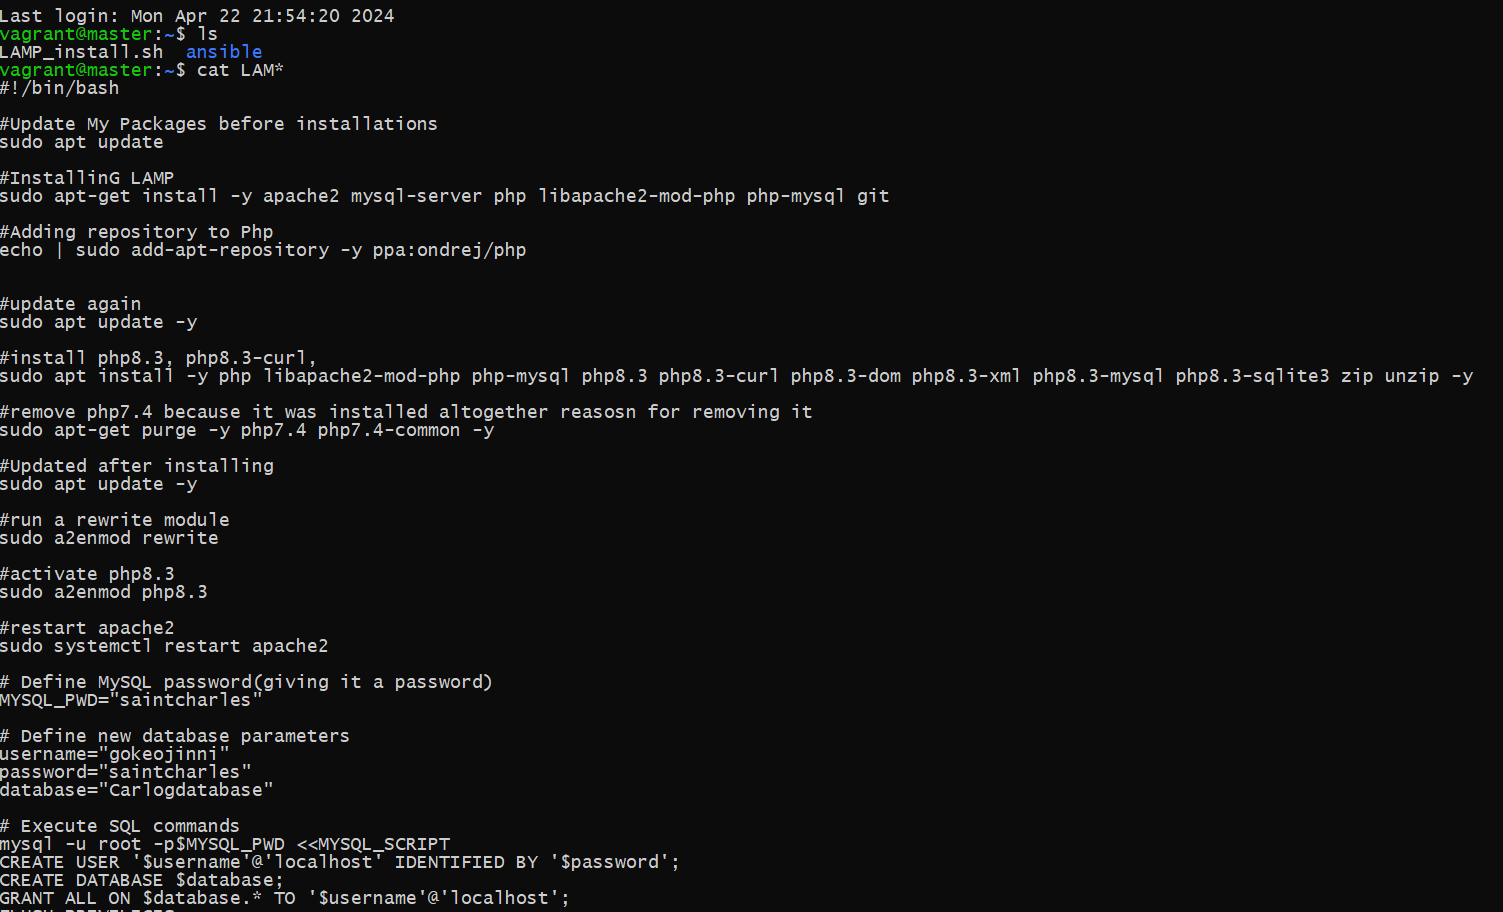 Last login: Mon Apr 22 21:54:20 2024
vagrant@master:~$ ls
LAMP_install.sh  ansible
vagrant@master:~$ cat LAM*
#!/bin/bash
#Update My Packages before installations
sudo apt update
#InstallinG LAMP
sudo apt-get install -y apache2 mysql-server php libapache2-mod-php php-mysql git
#Adding repository to Php
echo | sudo add-apt-repository -y ppa:ondrej/php
#update again
sudo apt update -y
#install php8.3, php8.3-curl,
sudo apt install -y php libapache2-mod-php php-mysql php8.3 php8.3-curl php8.3-dom php8.3-xml php8.3-mysql php8.3-sqlite3 zip unzip -y
#remove php7.4 because it was installed altogether reasosn for removing it
sudo apt-get purge -y php7.4 php7.4-common -y
#Updated after installing
sudo apt update -y
#run a rewrite module
sudo a2enmod rewrite
#activate php8.3
sudo a2enmod php8.3
#restart apache2
sudo systemctl restart apache2
# Define MySQL password(giving it a password)
MYSQL_PWD="saintcharles"
# Define new database parameters
username="gokeojinni"
password="saintcharles"
database="Carlogdatabase"
# Execute SQL commands
mysql -u root -p$MYSQL_PWD <<MYSQL_SCRIPT
CREATE USER '$username'@'localhost' IDENTIFIED BY '$password';
CREATE DATABASE $database;
GRANT ALL ON $database.* TO '$username'@'localhost';